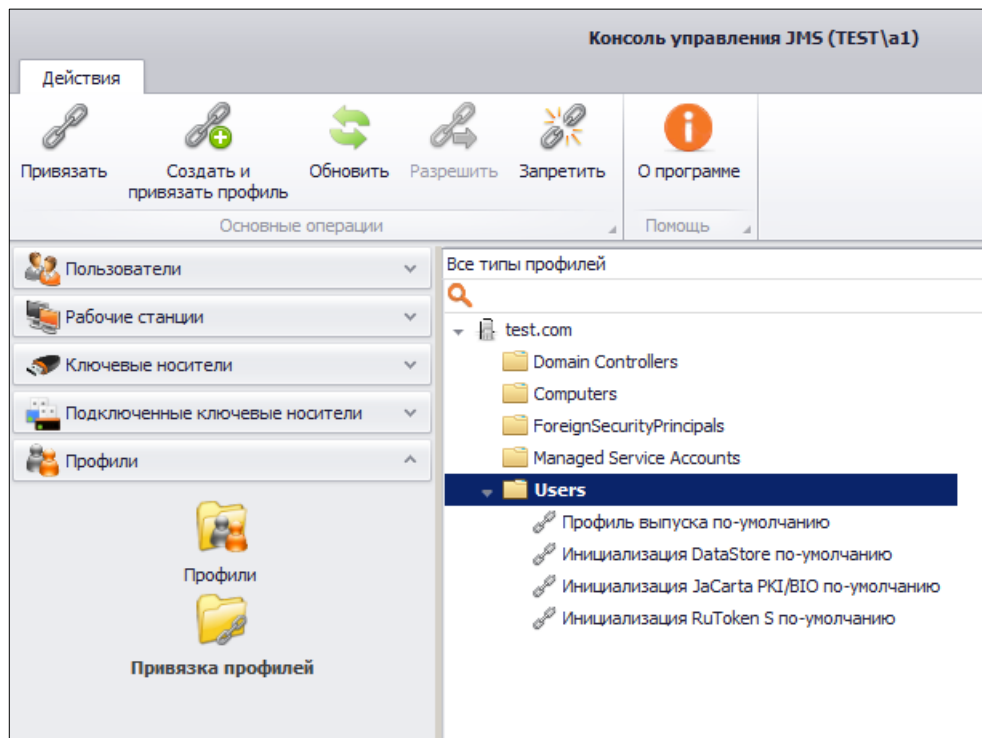 Консоль управления JMS (TEST\a1)
Действия
Привязать
Создать и
привязать профиль
Обновить
Разрешить
Запретить
О программе
Основные операции
Помощь
Пользователи
Рабочие станции
Ключевые носители
Подключенные ключевые носители
Профили
Профили
Привязка профилей
Все типы профилей
test.com
Domain Controllers
Computers
ForeignSecurityPrincipals
Managed Service Accounts
Users
Профиль выпуска по-умолчанию
Инициализация DataStore по-умолчанию
Инициализация JaCarta PKI/BIO по-умолчанию
Инициализация RuToken S по-умолчанию